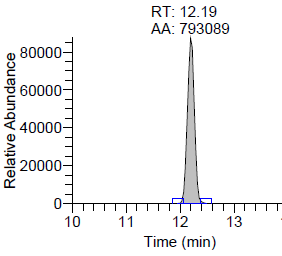 RT: 12.19
AA: 793089
Relative Abundance
80000
60000
40000
20000
0
10 11 12 13
Time (min)